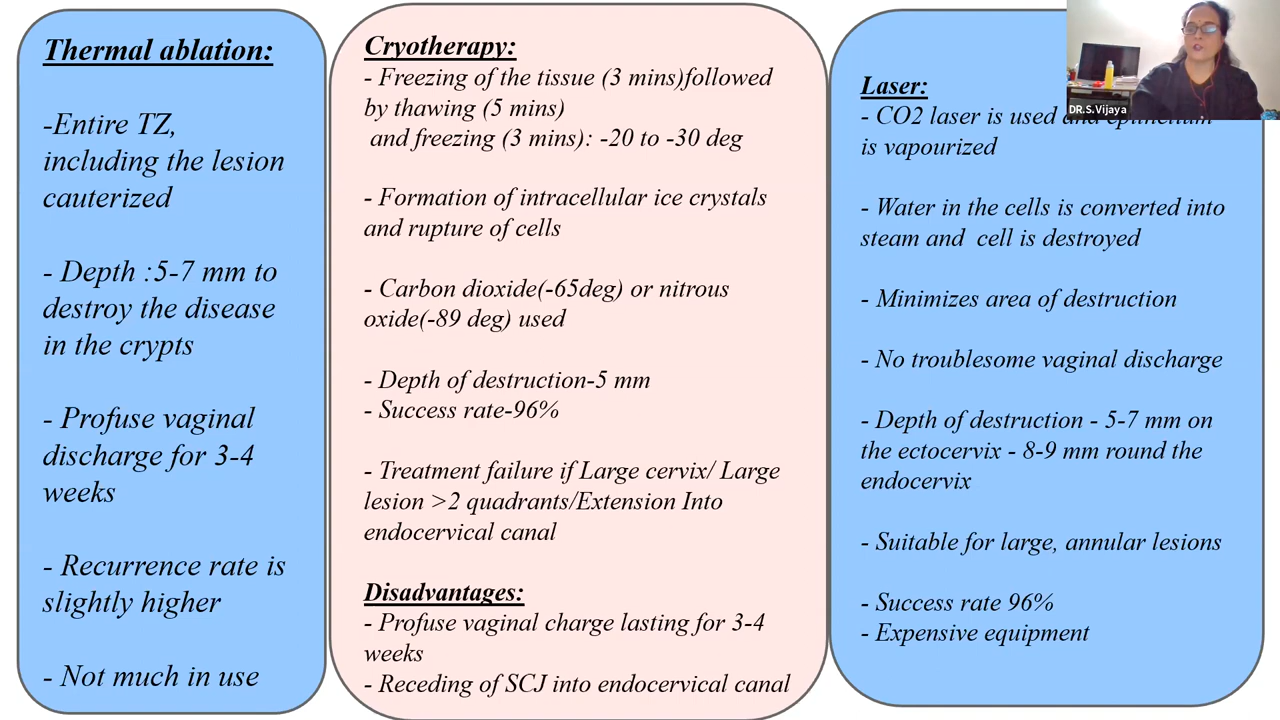 Thermal ablation:
-Entire TZ,
including the lesion
cauterized
- Depth :5-7 mm to
destroy the disease
in the crypts
- Profuse vaginal
discharge for 3-4
weeks
- Recurrence rate is
slightly higher
- Not much in use
Cryotherapy:
- Freezing of the tissue (3 mins)followed
by thawing (5 mins)
and freezing (3 mins): -20 to -30 deg
- Formation of intracellular ice crystals
and rupture of cells
- Carbon dioxide(-65deg) or nitrous
oxide(-89 deg) used
- Depth of destruction-5 mm
- Success rate-96%
- Treatment failure if Large cervix/ Large
lesion >2 quadrants/Extension Into
endocervical canal
Disadvantages:
- Profuse vaginal charge lasting for 3-4
weeks
- Receding of SCJ into endocervical canal
Laser:
- CO2 laser is used and epithelium
is vapourized
- Water in the cells is converted into
steam and cell is destroyed
- Minimizes area of destruction
- No troublesome vaginal discharge
- Depth of destruction - 5-7 mm on
the ectocervix - 8-9 mm round the
endocervix
- Suitable for large, annular lesions
- Success rate 96%
- Expensive equipment
DR.S.Vijaya